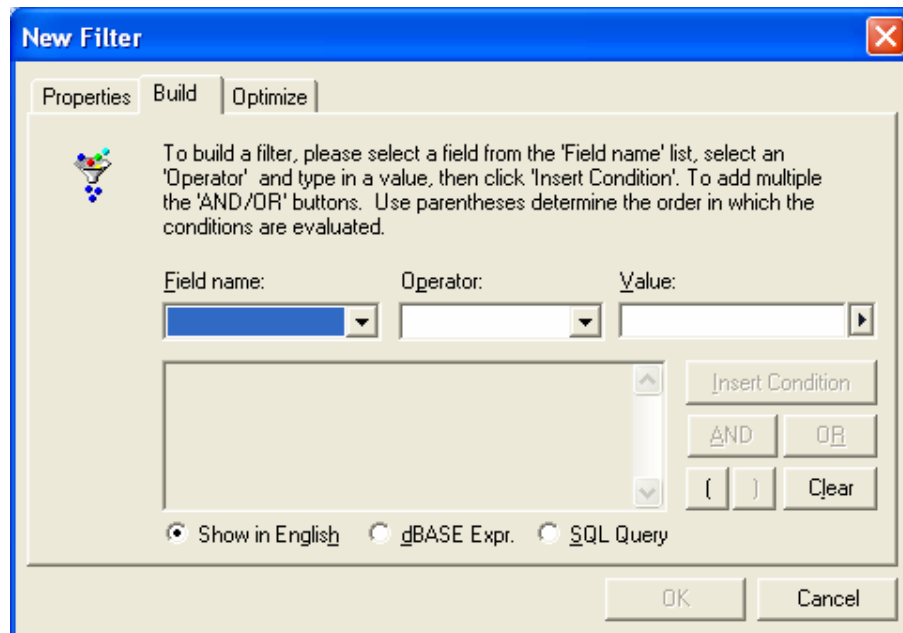 New Filter
Properties Build Optimize
To build a filter, please select a field from the 'Field name' list, select an
'Operator' and type in a value, then click 'Insert Condition'. To add multiple
the 'AND/OR' buttons. Use parentheses determine the order in which the
conditions are evaluated.
Field name: Operator: Value:
Insert Condition
AND OR
( ) Clear
Show in English dBASE Expr. SQL Query
OK Cancel